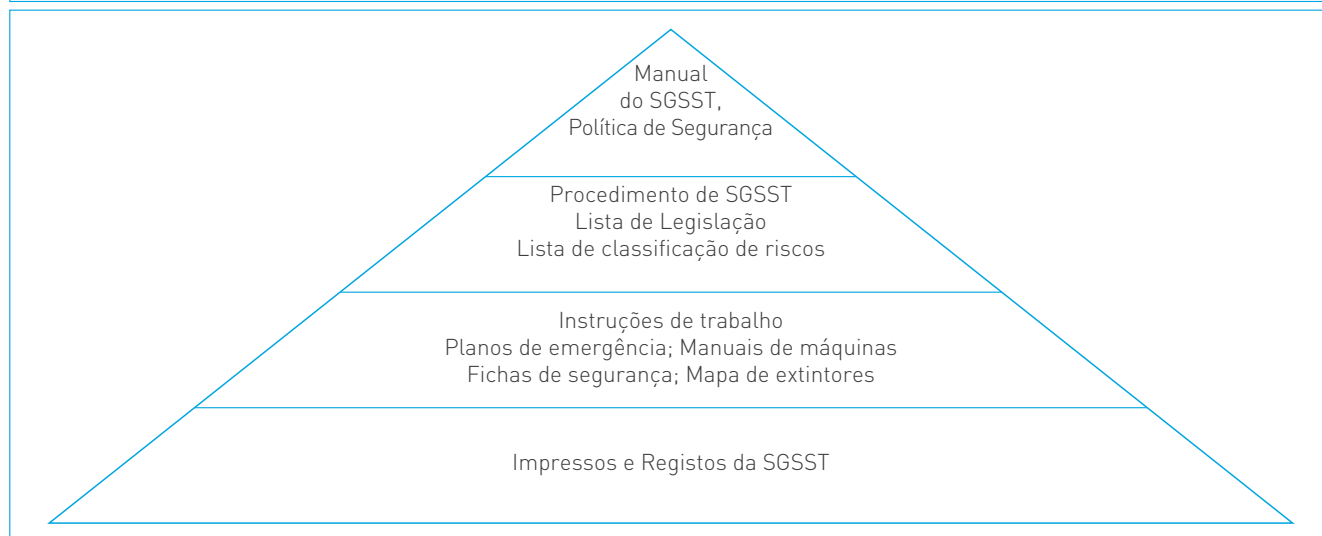 Manual
do SGSST,
Política de Segurança
Procedimento de SGSST
Lista de Legislação
Lista de classificação de riscos
Instruções de trabalho
Planos de emergência; Manuais de máquinas
Fichas de segurança; Mapa de extintores
Impressos e Registos da SGSST